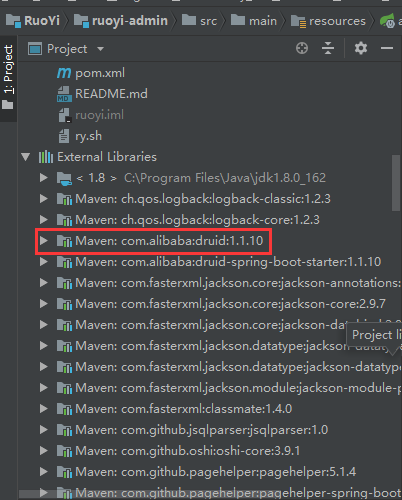 RuoYi
ruoyi-admin
src
main
resources
1: Project
Project
pom.xml
README.md
ruoyi.iml
ry.sh
External Libraries
< 1.8 > C:\Program Files\Java\jdk1.8.0_162
Maven: ch.qos.logback:logback-classic:1.2.3
Maven: ch.qos.logback:logback-core:1.2.3
Maven: com.alibaba:druid:1.1.10
Maven: com.alibaba:druid-spring-boot-starter:1.1.10
Maven: com.fasterxml.jackson.core:jackson-annotations:
Maven: com.fasterxml.jackson.core:jackson-core:2.9.7
Maven: com.fasterxml.jackson.core:jackson-
Project li
Maven: com.fasterxml.jackson.datatype:jackson-
Maven: com.fasterxml.jackson.datatype:jackson-datatyp
Maven: com.fasterxml.jackson.module:jackson-module-p
Maven: com.fasterxml:classmate:1.4.0
Maven: com.github.jsqlparser:jsqlparser:1.0
Maven: com.github.oshi:oshi-core:3.9.1
Maven: com.github.pagehelper:pagehelper:5.1.4
Maven: com.github.pagehelper:pagehelper-spring-boot